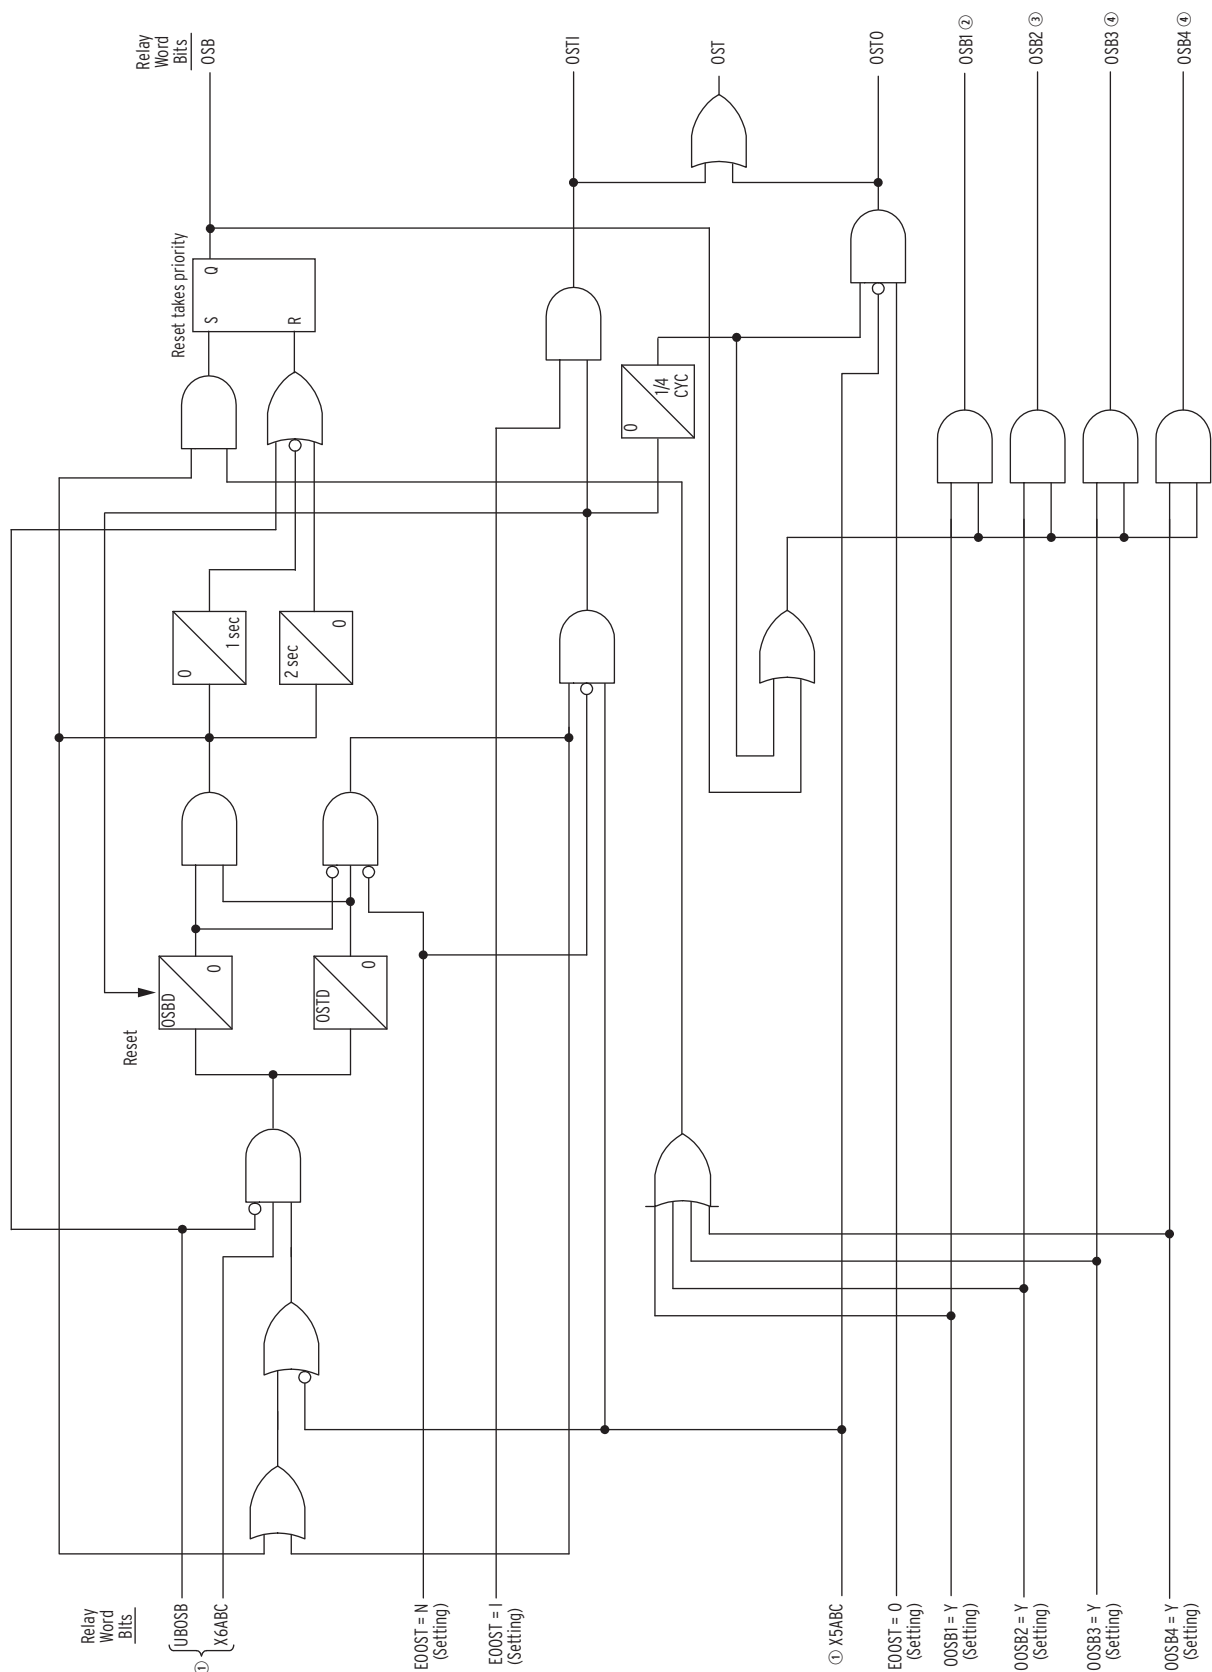 Relay
Word
Bits
OSB
OSTI
OST
OSTO
OSB1 ②
OSB2 ③
OSB3 ④
OSB4 ④
Reset takes priority
S
Q
R
0
1 sec
2 sec
0
0
1/4
CYC
Reset
OSBD
0
OSTD
0
Relay
Word
BIts
UBOSB
X6ABC
①
EOOST = N
(Setting)
EOOST = I
(Setting)
① X5ABC
EOOST = O
(Setting)
OOSB1 = Y
(Setting)
OOSB2 = Y
(Setting)
OOSB3 = Y
(Setting)
OOSB4 = Y
(Setting)